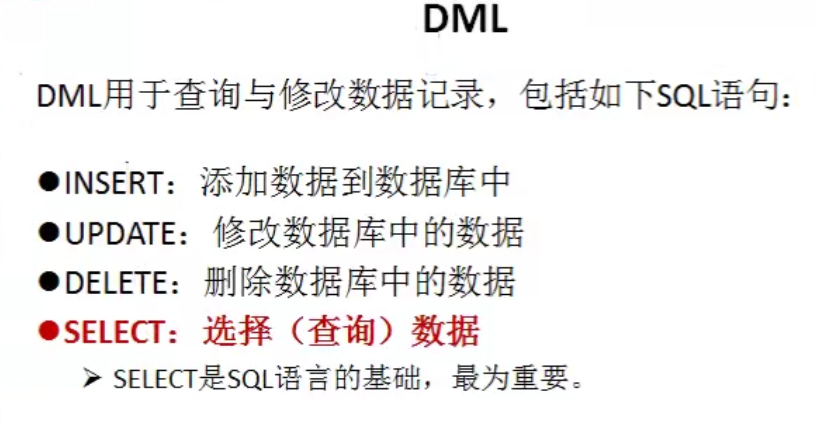 DML
DML用于查询与修改数据记录，包括如下SQL语句：
●INSERT：添加数据到数据库中
●UPDATE：修改数据库中的数据
●DELETE：删除数据库中的数据
●SELECT：选择（查询）数据
➢ SELECT是SQL语言的基础，最为重要。